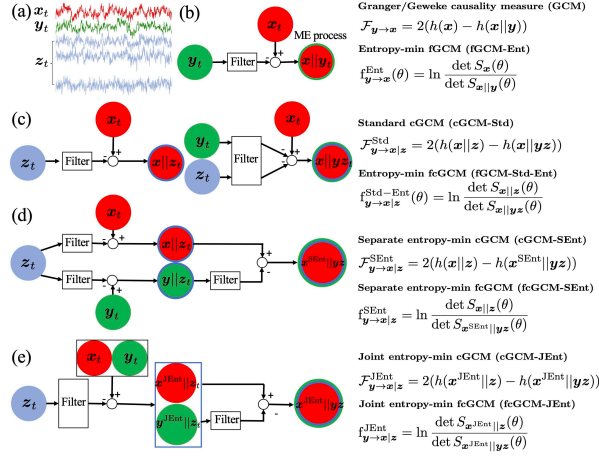 (a)
x_t
y_t
z_t
(b)
x_t
ME process
y_t
Filter
+
-
x||y_t
Granger/Geweke causality measure (GCM)
ℱ_{y→x} = 2(h(x) − h(x||y))
Entropy-min fGCM (fGCM-Ent)
f^{Ent}_{y→x}(θ) = ln det S_x(θ) / det S_{x||y}(θ)
(c)
x_t
z_t
Filter
-
+
x||z_t
y_t
z_t
Filter
-
-
x_t
+
x||yz_t
Standard cGCM (cGCM-Std)
ℱ^{Std}_{y→x|z} = 2(h(x||z) − h(x||yz))
Entropy-min fcGCM (fGCM-Std-Ent)
f^{Std−Ent}_{y→x|z}(θ) = ln det S_{x||z}(θ) / det S_{x||yz}(θ)
(d)
x_t
z_t
Filter
-
+
x||z_t
+
Filter
-
+
y||z_t
Filter
-
x^{SEnt}||yz
y_t
Separate entropy-min cGCM (cGCM-SEnt)
ℱ^{SEnt}_{y→x|z} = 2(h(x||z) − h(x^{SEnt}||yz))
Separate entropy-min fcGCM (fcGCM-SEnt)
f^{SEnt}_{y→x|z} = ln det S_{x||z}(θ) / det S_{x^{SEnt}||yz}(θ)
(e)
x_t
y_t
z_t
Filter
-
+
x^{JEnt}||z_t
y^{JEnt}||z_t
Filter
+
-
x^{JEnt}||yz
Joint entropy-min cGCM (cGCM-JEnt)
ℱ^{JEnt}_{y→x|z} = 2(h(x^{JEnt}||z) − h(x^{JEnt}||yz))
Joint entropy-min fcGCM (fcGCM-JEnt)
f^{JEnt}_{y→x|z} = ln det S_{x^{JEnt}||z}(θ) / det S_{x^{JEnt}||yz}(θ)